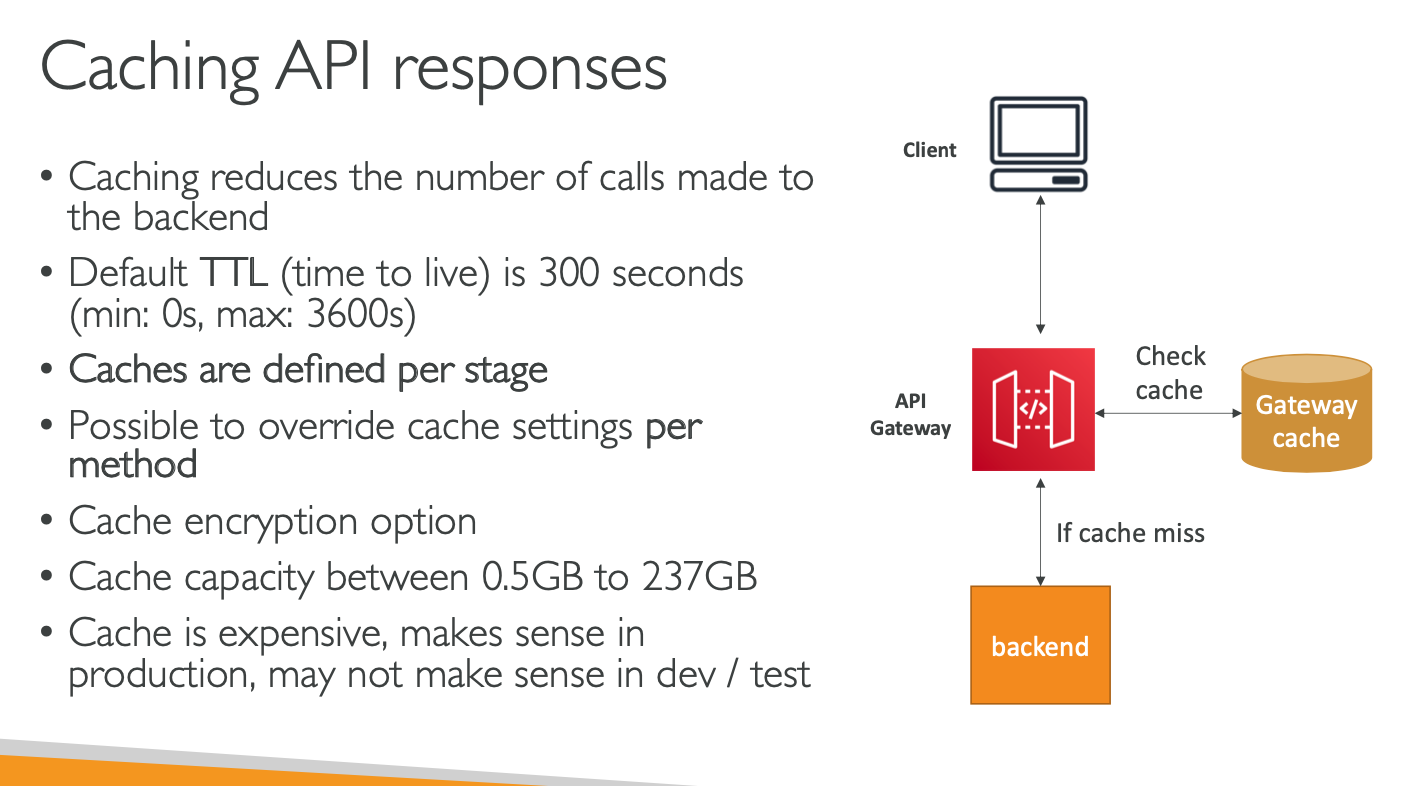 Caching API responses
• Caching reduces the number of calls made to
the backend
• Default TTL (time to live) is 300 seconds
(min: 0s, max: 3600s)
• Caches are defined per stage
• Possible to override cache settings per
method
• Cache encryption option
• Cache capacity between 0.5GB to 237GB
• Cache is expensive, makes sense in
production, may not make sense in dev / test
Client
API
Gateway
</>
Check
cache
Gateway
cache
If cache miss
backend